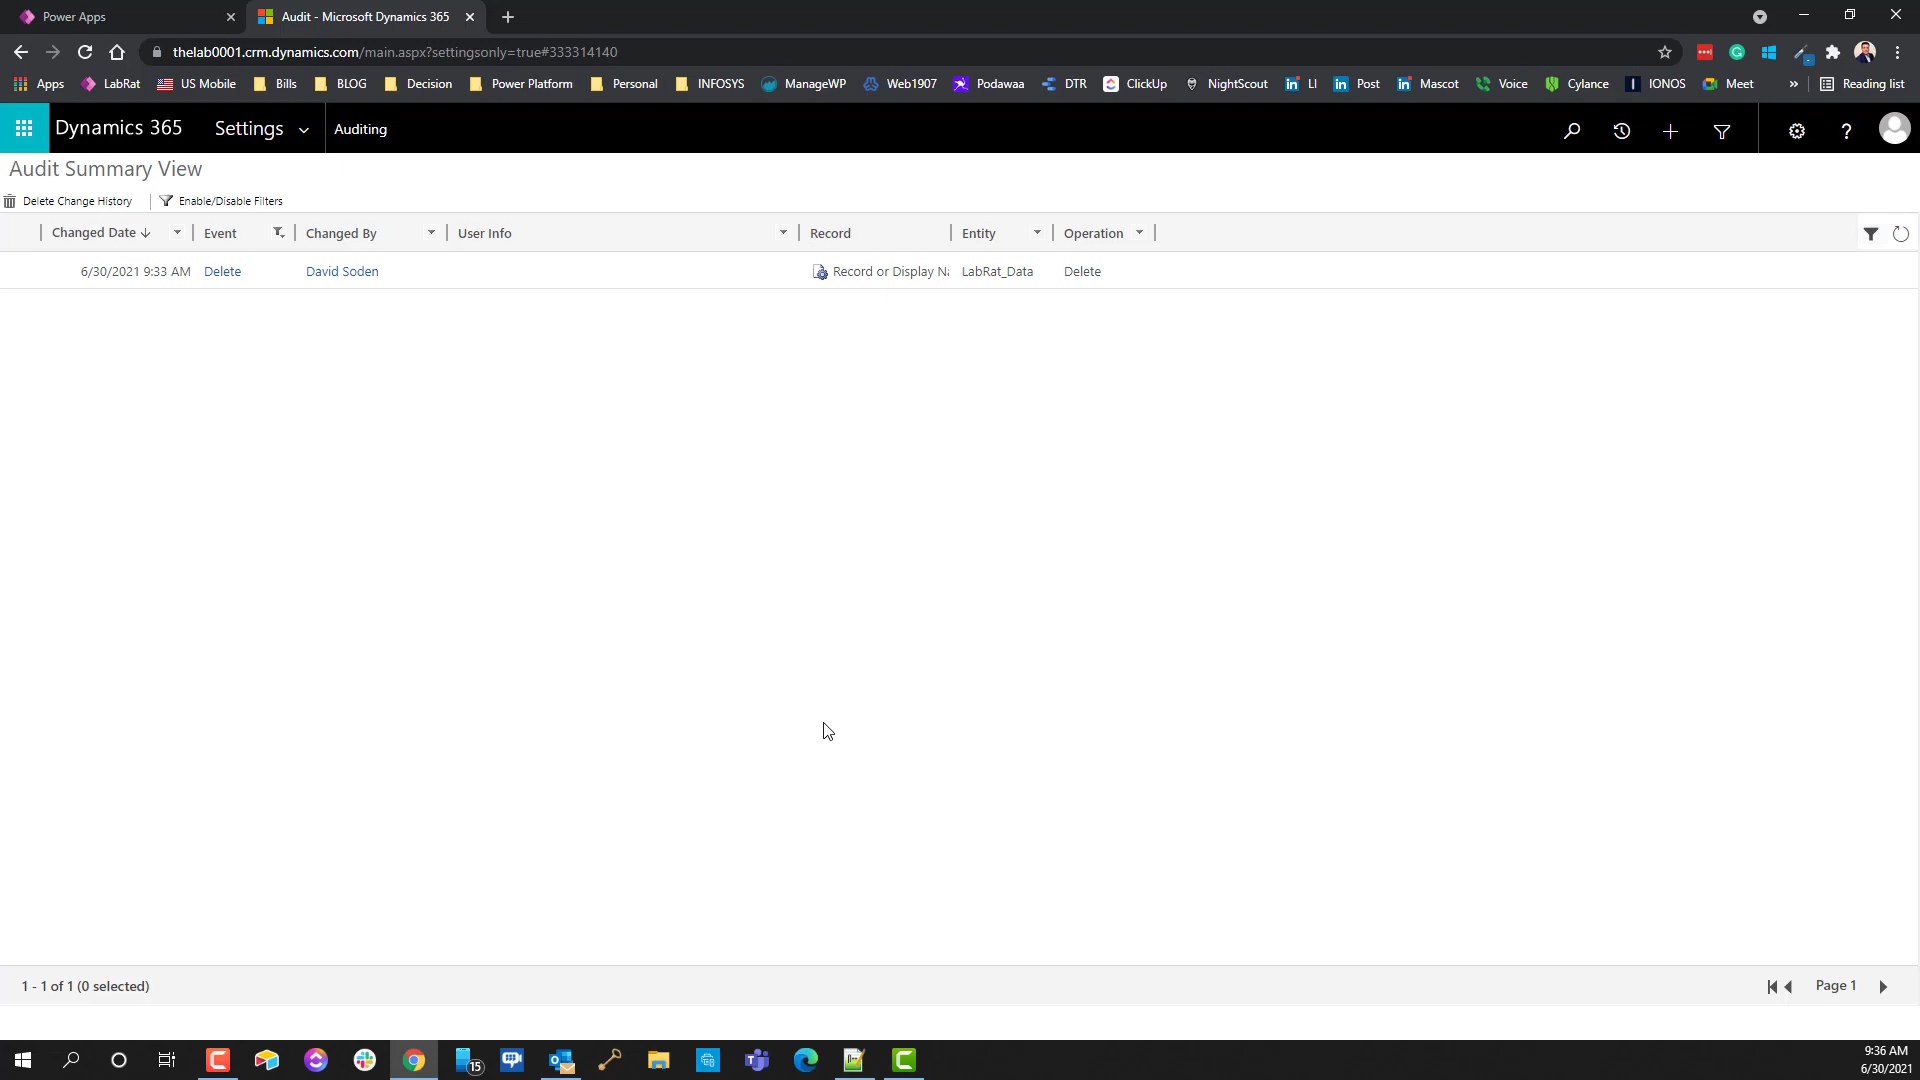 Power Apps
Audit - Microsoft Dynamics 365
thelab0001.crm.dynamics.com/main.aspx?settingsonly=true#333314140
Apps LabRat US Mobile Bills BLOG Decision Power Platform Personal INFOSYS ManageWP Web1907 Podawaa DTR ClickUp NightScout LI Post Mascot Voice Cylance IONOS Meet » Reading list
Dynamics 365 Settings Auditing
Audit Summary View
Delete Change History Enable/Disable Filters
Changed Date Event Changed By User Info Record Entity Operation
6/30/2021 9:33 AM Delete David Soden Record or Display Na LabRat_Data Delete
1 - 1 of 1 (0 selected) Page 1
15
9:36 AM
6/30/2021